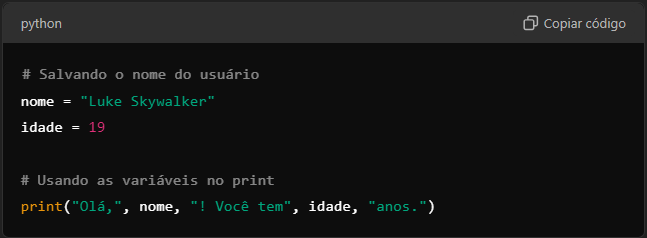 python
Copiar código
# Salvando o nome do usuário
nome = "Luke Skywalker"
idade = 19
# Usando as variáveis no print
print("Olá,", nome, "! Você tem", idade, "anos.")